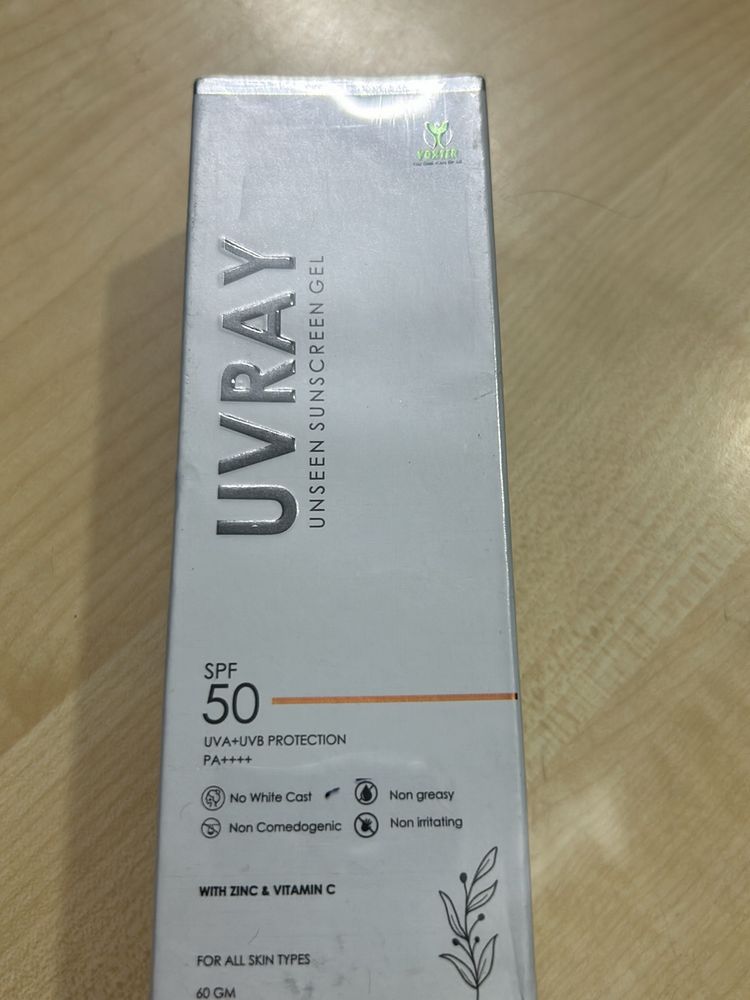 UVRAY
UNSEEN SUNSCREEN GEL
SPF
50
UVA+UVB PROTECTION
PA++++
No White Cast
Non greasy
Non Comedogenic
Non irritating
WITH ZINC & VITAMIN C
FOR ALL SKIN TYPES
60 GM